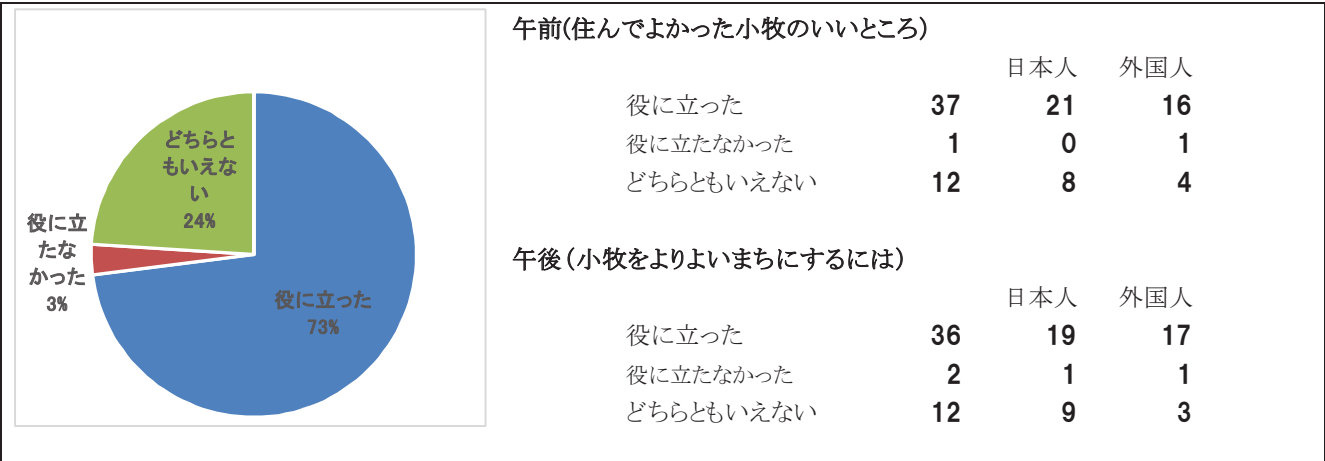 どちらと
もいえな
い
24%
役に立
たな
かった
3%
役に立った
73%
午前(住んでよかった小牧のいいところ)
日本人 外国人
役に立った 37 21 16
役に立たなかった 1 0 1
どちらともいえない 12 8 4
午後(小牧をよりよいまちにするには)
日本人 外国人
役に立った 36 19 17
役に立たなかった 2 1 1
どちらともいえない 12 9 3